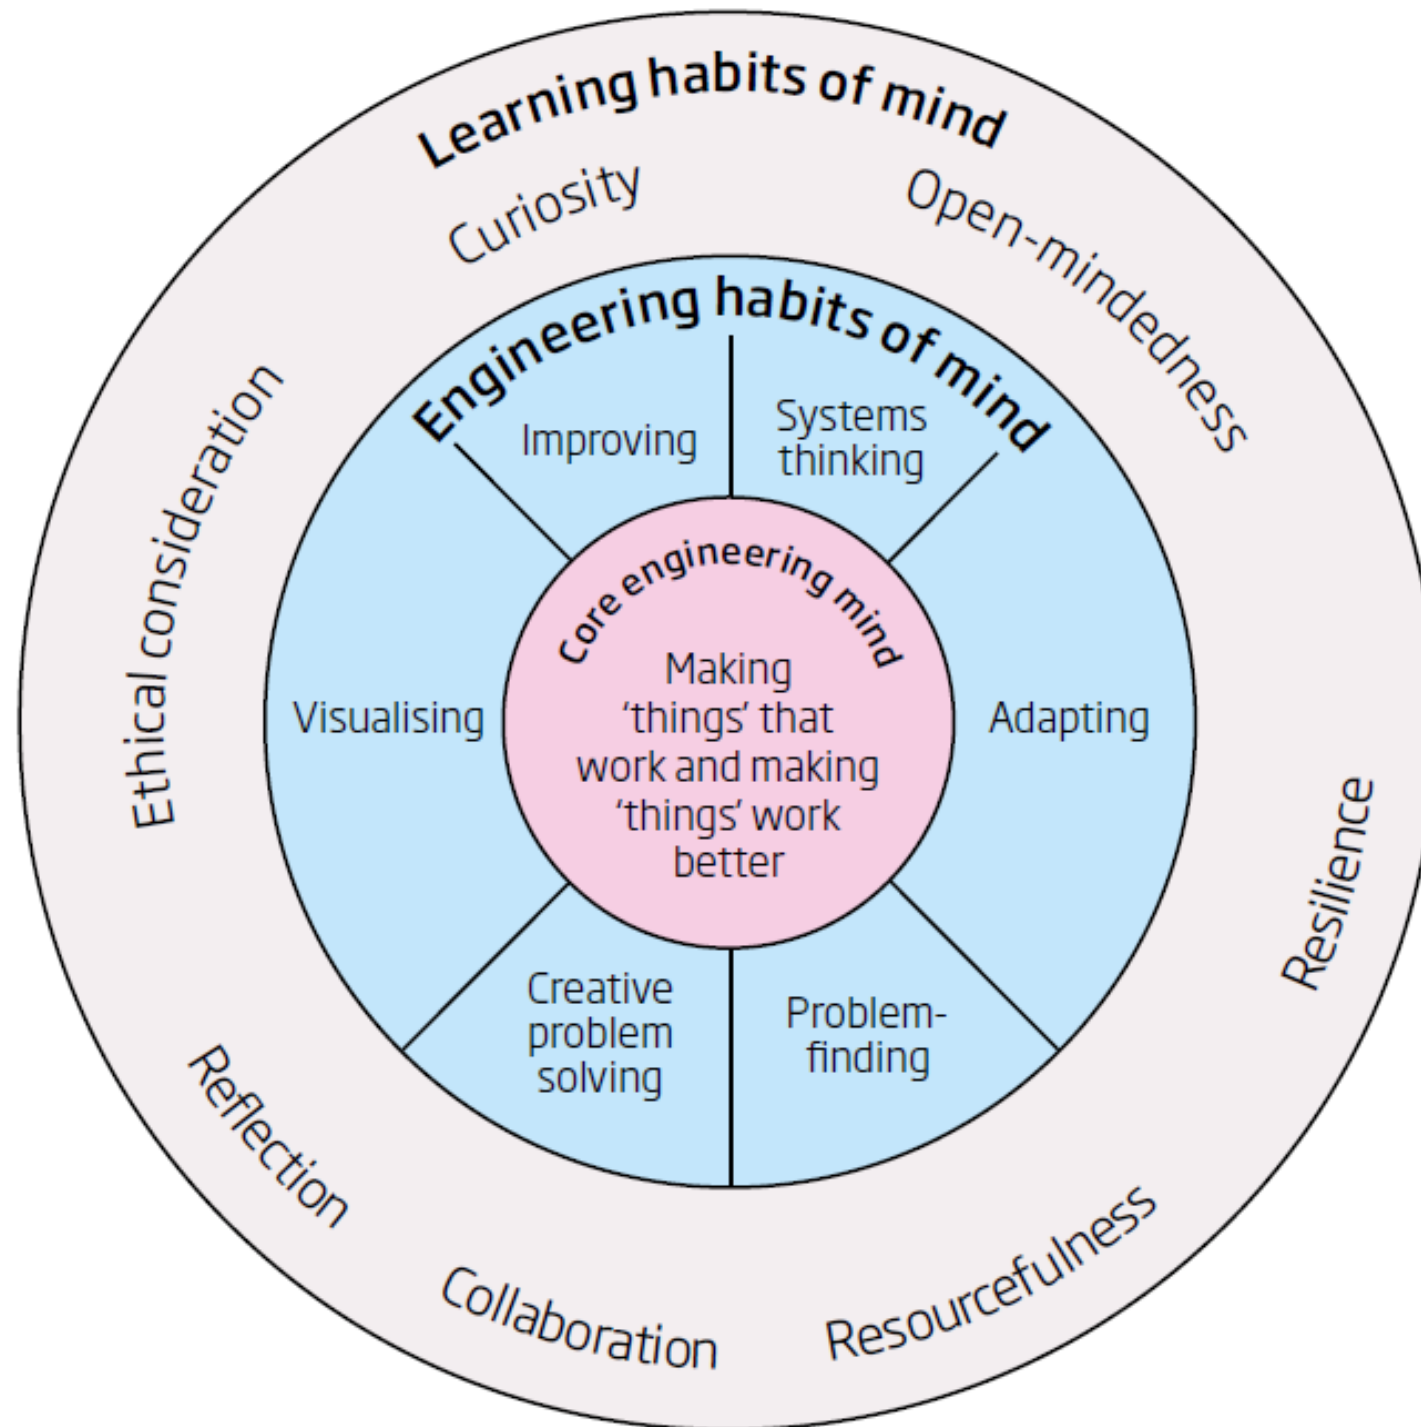 Learning habits of mind
Curiosity
Open-mindedness
Ethical consideration
Resilience
Reflection
Collaboration
Resourcefulness
Engineering habits of mind
Improving
Systems
thinking
Visualising
Adapting
Creative
problem
solving
Problem-
finding
Core engineering mind
Making
‘things’ that
work and making
‘things’ work
better